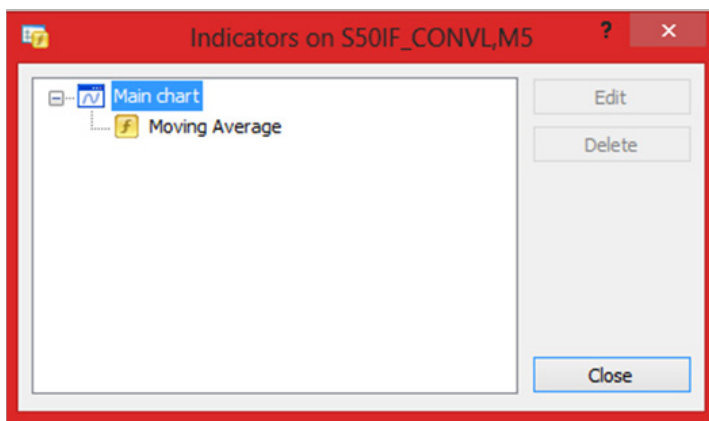 Indicators on S50IF_CONVL,M5 ?
Main chart
Moving Average
Edit
Delete
Close